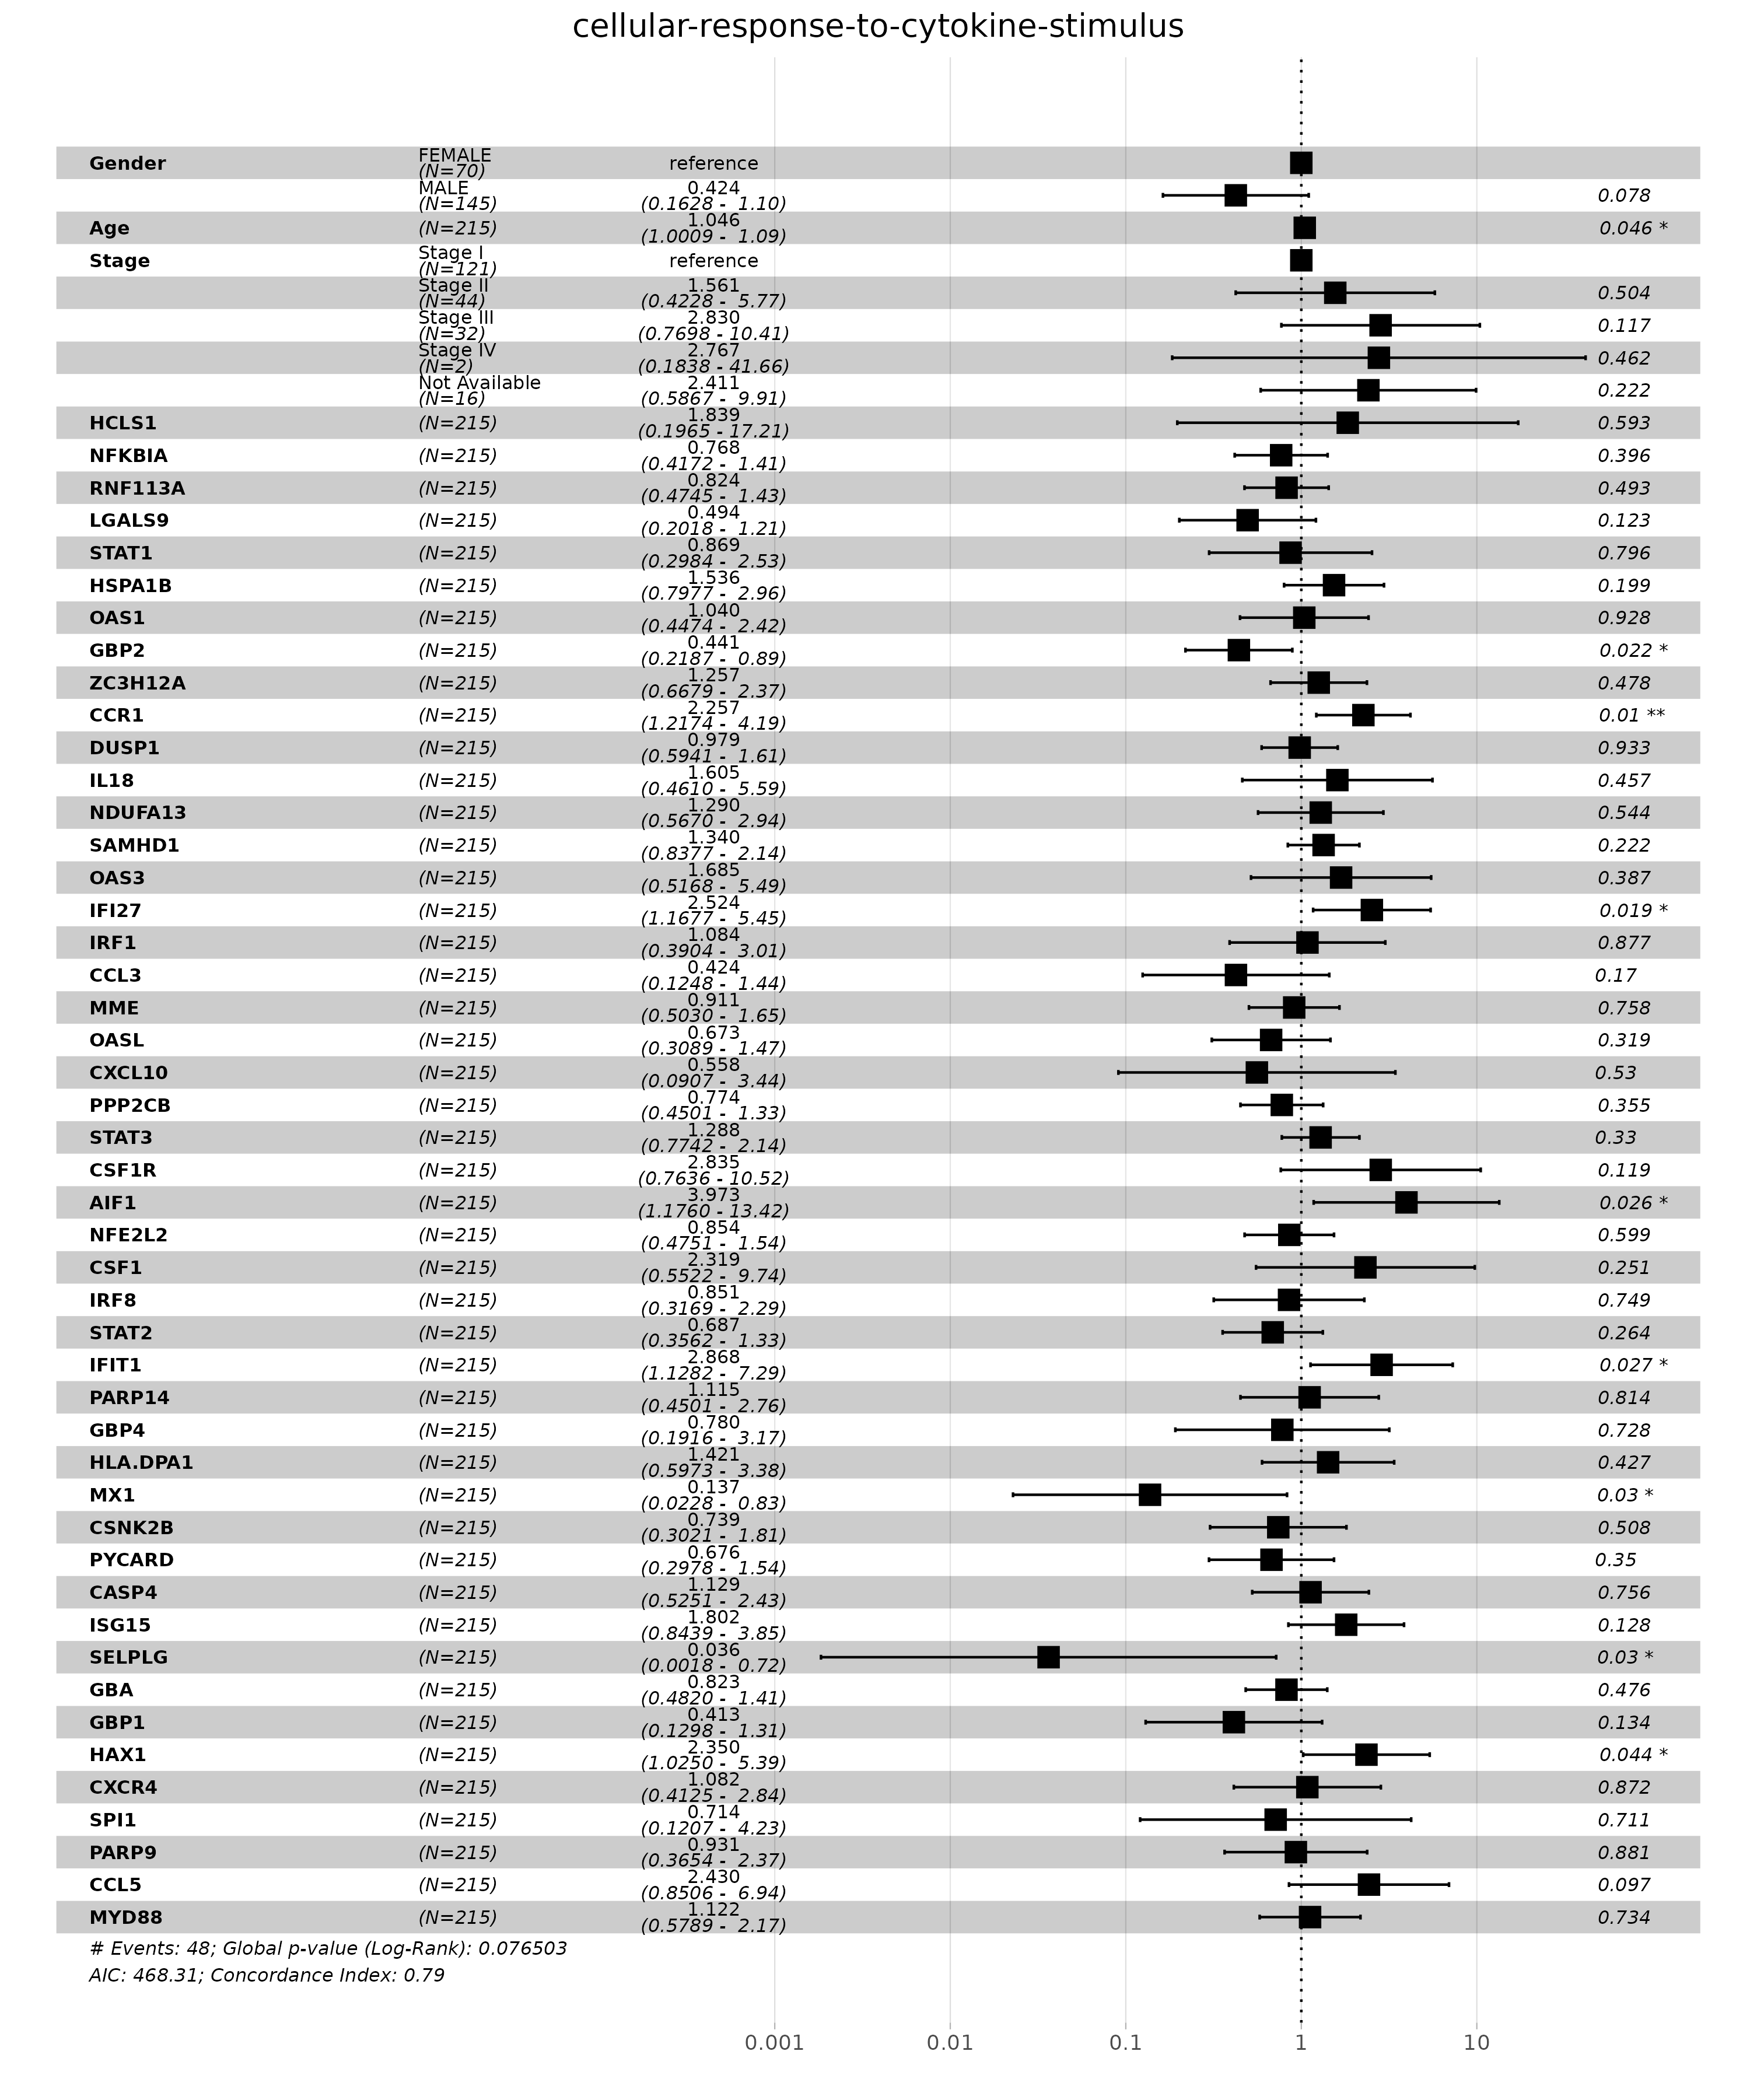 cellular-response-to-cytokine-stimulus
Gender FEMALE (N=70) reference
MALE (N=145) 0.424 (0.1628 - 1.10) 0.078
Age (N=215) 1.046 (1.0009 - 1.09) 0.046 *
Stage Stage I (N=121) reference
Stage II (N=44) 1.561 (0.4228 - 5.77) 0.504
Stage III (N=32) 2.830 (0.7698 - 10.41) 0.117
Stage IV (N=2) 2.767 (0.1838 - 41.66) 0.462
Not Available (N=16) 2.411 (0.5867 - 9.91) 0.222
HCLS1 (N=215) 1.839 (0.1965 - 17.21) 0.593
NFKBIA (N=215) 0.768 (0.4172 - 1.41) 0.396
RNF113A (N=215) 0.824 (0.4745 - 1.43) 0.493
LGALS9 (N=215) 0.494 (0.2018 - 1.21) 0.123
STAT1 (N=215) 0.869 (0.2984 - 2.53) 0.796
HSPA1B (N=215) 1.536 (0.7977 - 2.96) 0.199
OAS1 (N=215) 1.040 (0.4474 - 2.42) 0.928
GBP2 (N=215) 0.441 (0.2187 - 0.89) 0.022 *
ZC3H12A (N=215) 1.257 (0.6679 - 2.37) 0.478
CCR1 (N=215) 2.257 (1.2174 - 4.19) 0.01 **
DUSP1 (N=215) 0.979 (0.5941 - 1.61) 0.933
IL18 (N=215) 1.605 (0.4610 - 5.59) 0.457
NDUFA13 (N=215) 1.290 (0.5670 - 2.94) 0.544
SAMHD1 (N=215) 1.340 (0.8377 - 2.14) 0.222
OAS3 (N=215) 1.685 (0.5168 - 5.49) 0.387
IFI27 (N=215) 2.524 (1.1677 - 5.45) 0.019 *
IRF1 (N=215) 1.084 (0.3904 - 3.01) 0.877
CCL3 (N=215) 0.424 (0.1248 - 1.44) 0.17
MME (N=215) 0.911 (0.5030 - 1.65) 0.758
OASL (N=215) 0.673 (0.3089 - 1.47) 0.319
CXCL10 (N=215) 0.558 (0.0907 - 3.44) 0.53
PPP2CB (N=215) 0.774 (0.4501 - 1.33) 0.355
STAT3 (N=215) 1.288 (0.7742 - 2.14) 0.33
CSF1R (N=215) 2.835 (0.7636 - 10.52) 0.119
AIF1 (N=215) 3.973 (1.1760 - 13.42) 0.026 *
NFE2L2 (N=215) 0.854 (0.4751 - 1.54) 0.599
CSF1 (N=215) 2.319 (0.5522 - 9.74) 0.251
IRF8 (N=215) 0.851 (0.3169 - 2.29) 0.749
STAT2 (N=215) 0.687 (0.3562 - 1.33) 0.264
IFIT1 (N=215) 2.868 (1.1282 - 7.29) 0.027 *
PARP14 (N=215) 1.115 (0.4501 - 2.76) 0.814
GBP4 (N=215) 0.780 (0.1916 - 3.17) 0.728
HLA.DPA1 (N=215) 1.421 (0.5973 - 3.38) 0.427
MX1 (N=215) 0.137 (0.0228 - 0.83) 0.03 *
CSNK2B (N=215) 0.739 (0.3021 - 1.81) 0.508
PYCARD (N=215) 0.676 (0.2978 - 1.54) 0.35
CASP4 (N=215) 1.129 (0.5251 - 2.43) 0.756
ISG15 (N=215) 1.802 (0.8439 - 3.85) 0.128
SELPLG (N=215) 0.036 (0.0018 - 0.72) 0.03 *
GBA (N=215) 0.823 (0.4820 - 1.41) 0.476
GBP1 (N=215) 0.413 (0.1298 - 1.31) 0.134
HAX1 (N=215) 2.350 (1.0250 - 5.39) 0.044 *
CXCR4 (N=215) 1.082 (0.4125 - 2.84) 0.872
SPI1 (N=215) 0.714 (0.1207 - 4.23) 0.711
PARP9 (N=215) 0.931 (0.3654 - 2.37) 0.881
CCL5 (N=215) 2.430 (0.8506 - 6.94) 0.097
MYD88 (N=215) 1.122 (0.5789 - 2.17) 0.734
# Events: 48; Global p-value (Log-Rank): 0.076503
AIC: 468.31; Concordance Index: 0.79
0.001 0.01 0.1 1 10